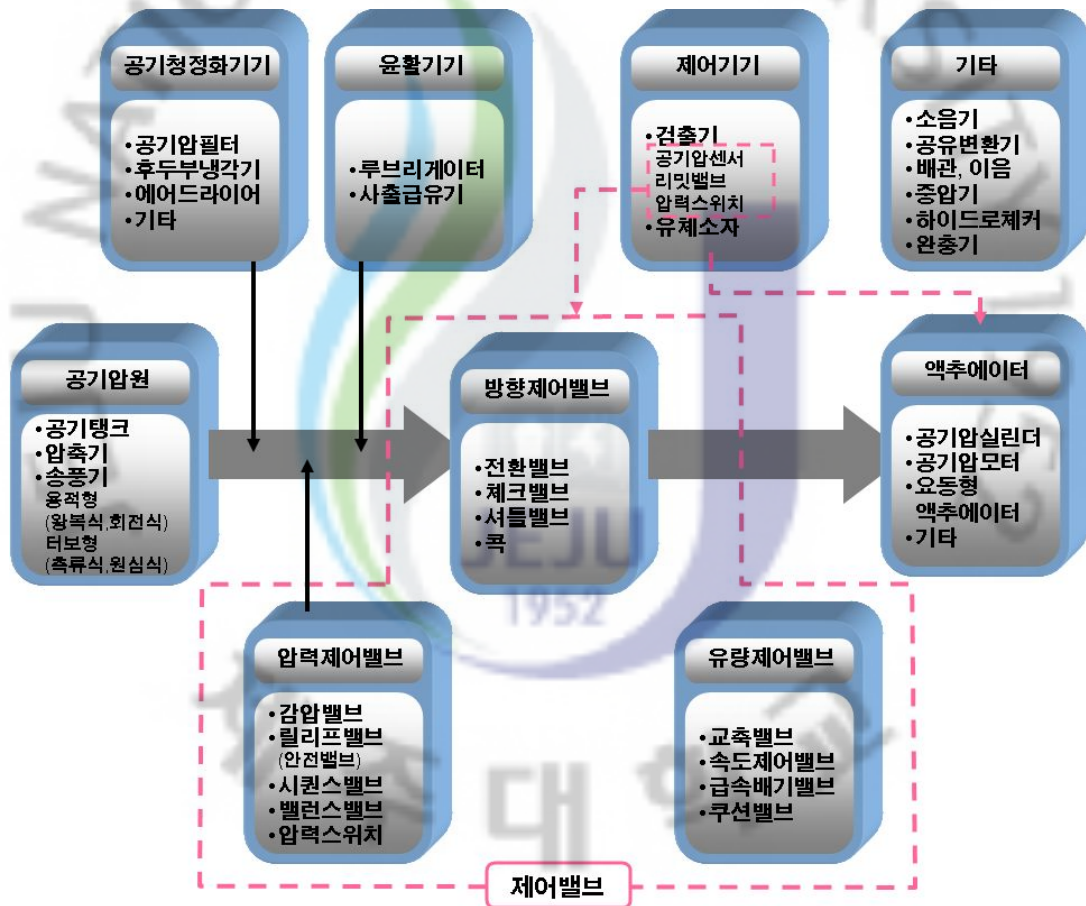 공기청정화기기
•공기압필터
•후두부냉각기
•에어드라이어
•기타
윤활기기
•루브리게이터
•사출급유기
제어기기
•검출기
공기압센서
리밋밸브
압력스위치
•유체소자
기타
•소음기
•공유변환기
•배관, 이음
•중압기
•하이드로체커
•완충기
공기압원
•공기탱크
•압축기
•송풍기
용적형
(왕복식,회전식)
터보형
(축류식,원심식)
방향제어밸브
•전환밸브
•체크밸브
•셔틀밸브
•콕
액추에이터
•공기압실린더
•공기압모터
•요동형
액추에이터
•기타
압력제어밸브
•감압밸브
•릴리프밸브
(안전밸브)
•시퀀스밸브
•밸런스밸브
•압력스위치
유량제어밸브
•교축밸브
•속도제어밸브
•급속배기밸브
•쿠션밸브
제어밸브
JEJU
1952